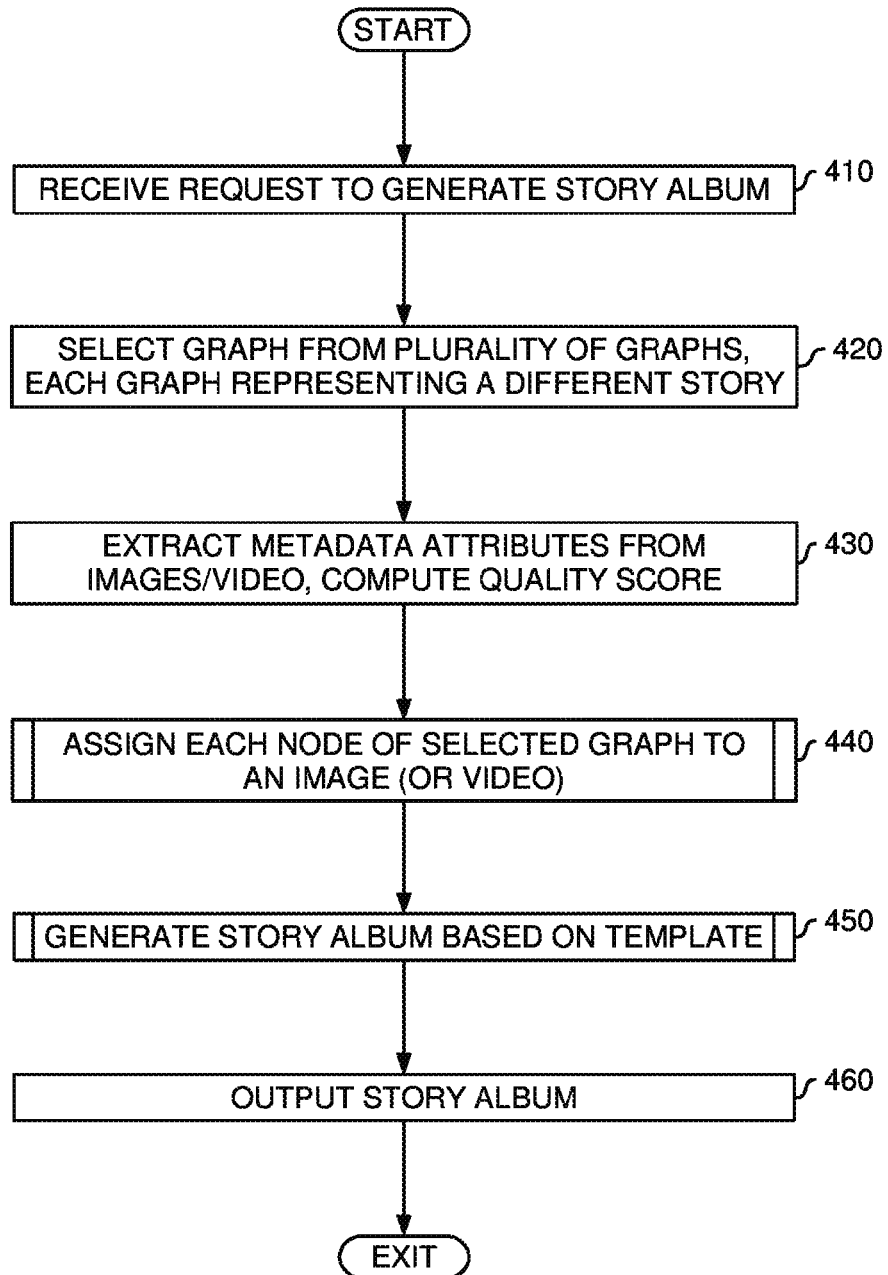 START
RECEIVE REQUEST TO GENERATE STORY ALBUM
410
SELECT GRAPH FROM PLURALITY OF GRAPHS,
EACH GRAPH REPRESENTING A DIFFERENT STORY
420
EXTRACT METADATA ATTRIBUTES FROM
IMAGES/VIDEO, COMPUTE QUALITY SCORE
430
ASSIGN EACH NODE OF SELECTED GRAPH TO
AN IMAGE (OR VIDEO)
440
GENERATE STORY ALBUM BASED ON TEMPLATE
450
OUTPUT STORY ALBUM
460
EXIT